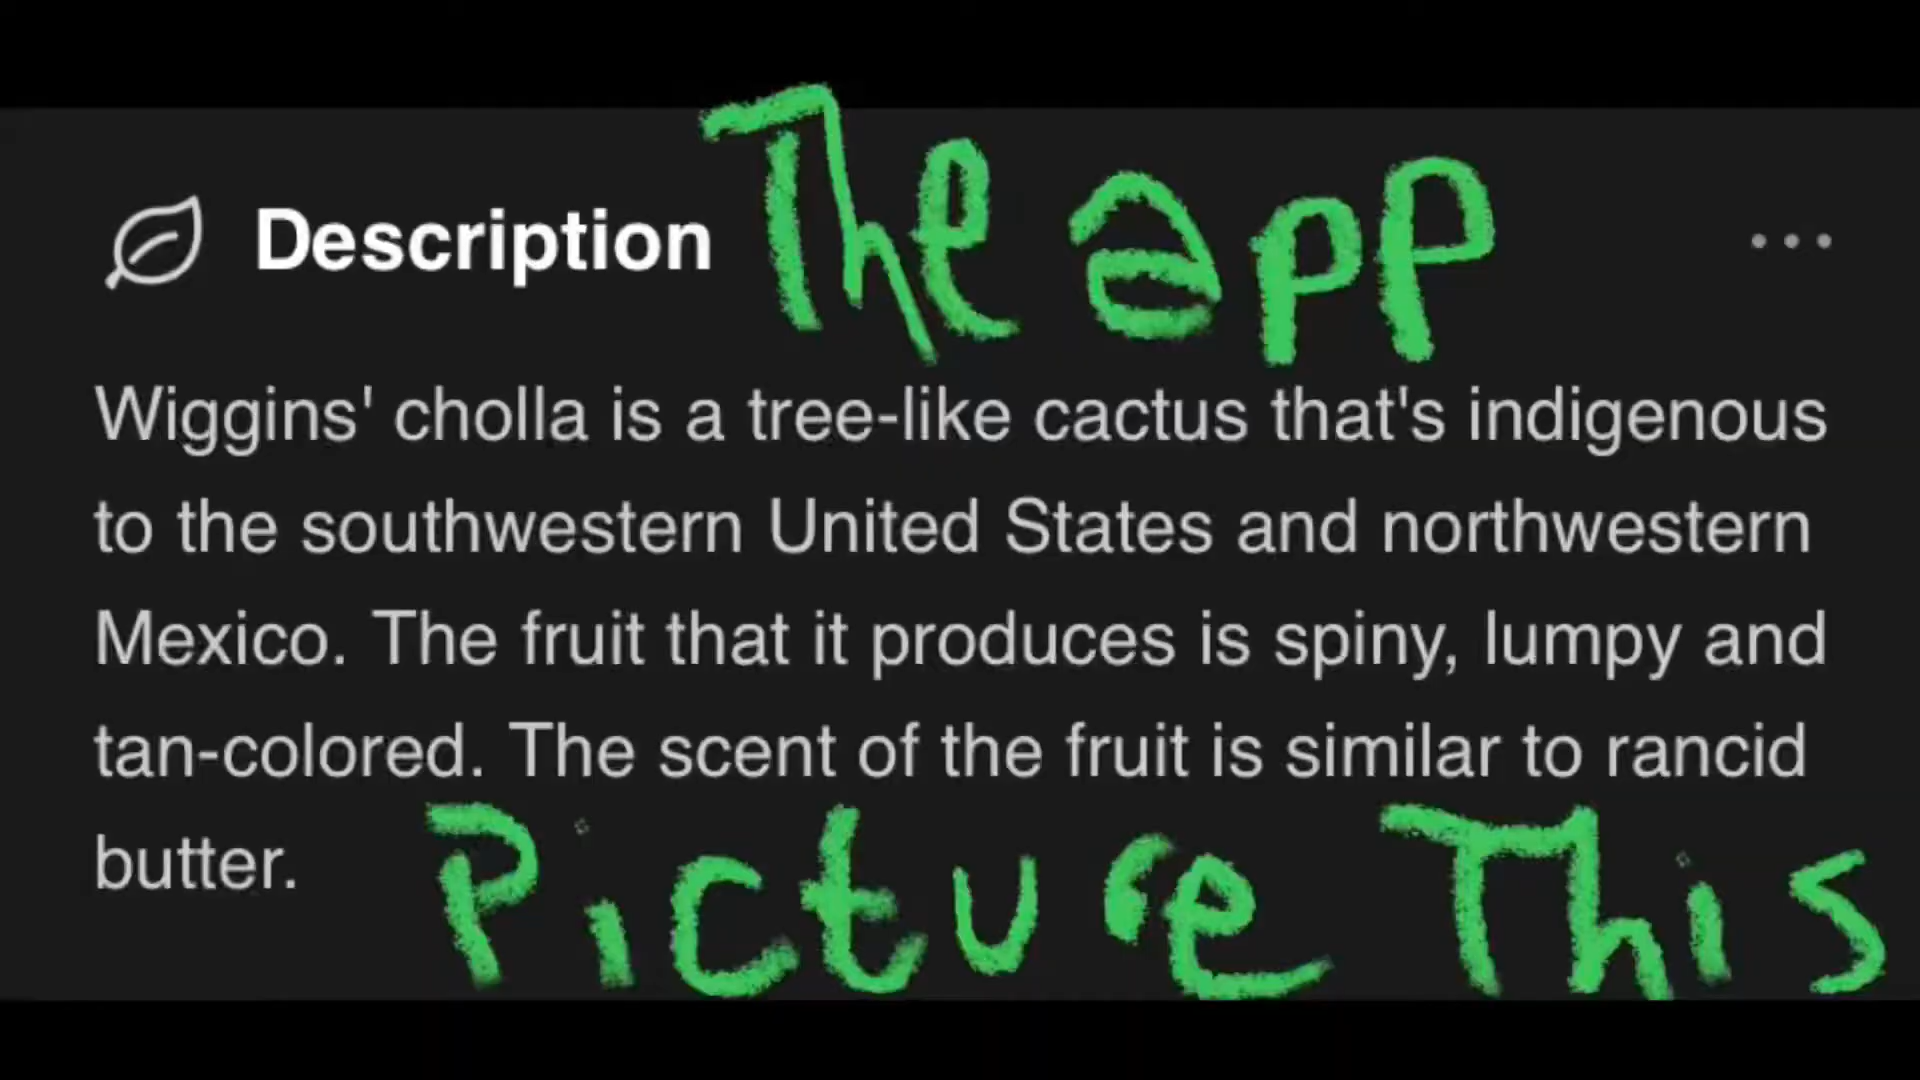 Description The app
Wiggins' cholla is a tree-like cactus that's indigenous
to the southwestern United States and northwestern
Mexico. The fruit that it produces is spiny, lumpy and
tan-colored. The scent of the fruit is similar to rancid
butter. Picture This